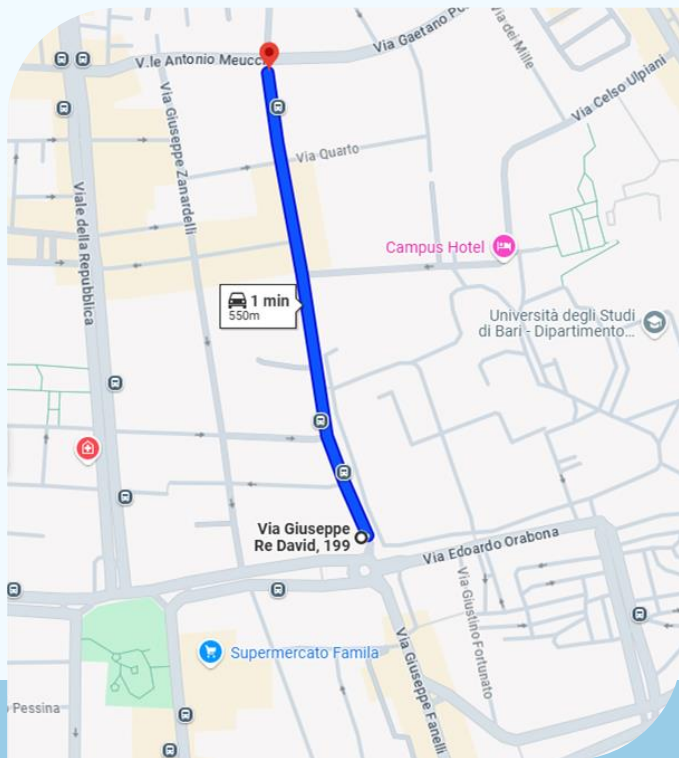 Via Gaetano Po
Via dei Mille
V.le Antonio Meucc
Via Celso Ulpiani
Via Giuseppe Zanardelli
Via Quarto
Viale della Repubblica
Campus Hotel
1 min
550m
Università degli Studi
di Bari - Dipartimento...
Via Giuseppe
Re David, 199
Via Edoardo Orabona
Via Giustino Fortunato
Supermercato Famila
Via Giuseppe Fanelli
Pessina